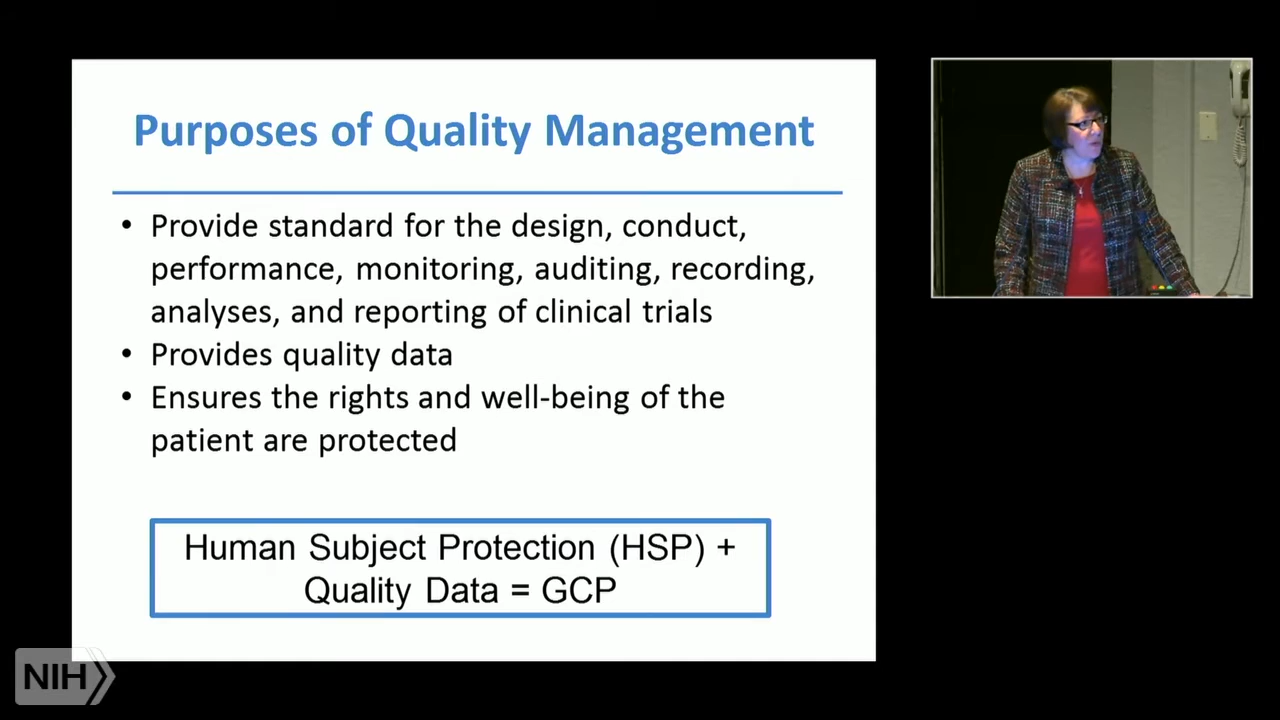 Purposes of Quality Management
• Provide standard for the design, conduct,
performance, monitoring, auditing, recording,
analyses, and reporting of clinical trials
• Provides quality data
• Ensures the rights and well-being of the
patient are protected
Human Subject Protection (HSP) +
Quality Data = GCP
NIH